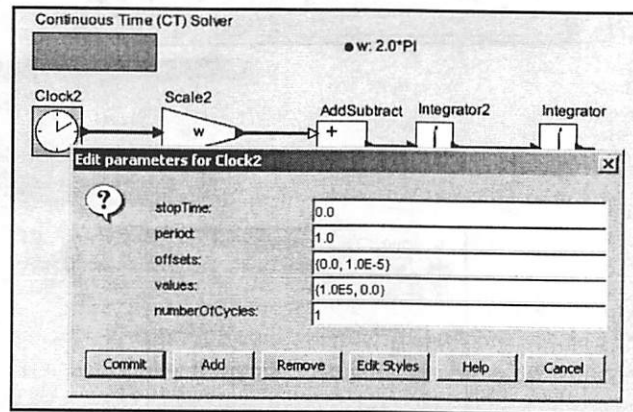 Continuous Time (CT) Solver
w: 2.0*PI
Clock2
Scale2
AddSubtract
Integrator2
Integrator
w
+
∫
∫
Edit parameters for Clock2
?
stopTime: 0.0
period: 1.0
offsets: {0.0, 1.0E-5}
values: {1.0E5, 0.0}
numberOfCycles: 1
Commit Add Remove Edit Styles Help Cancel